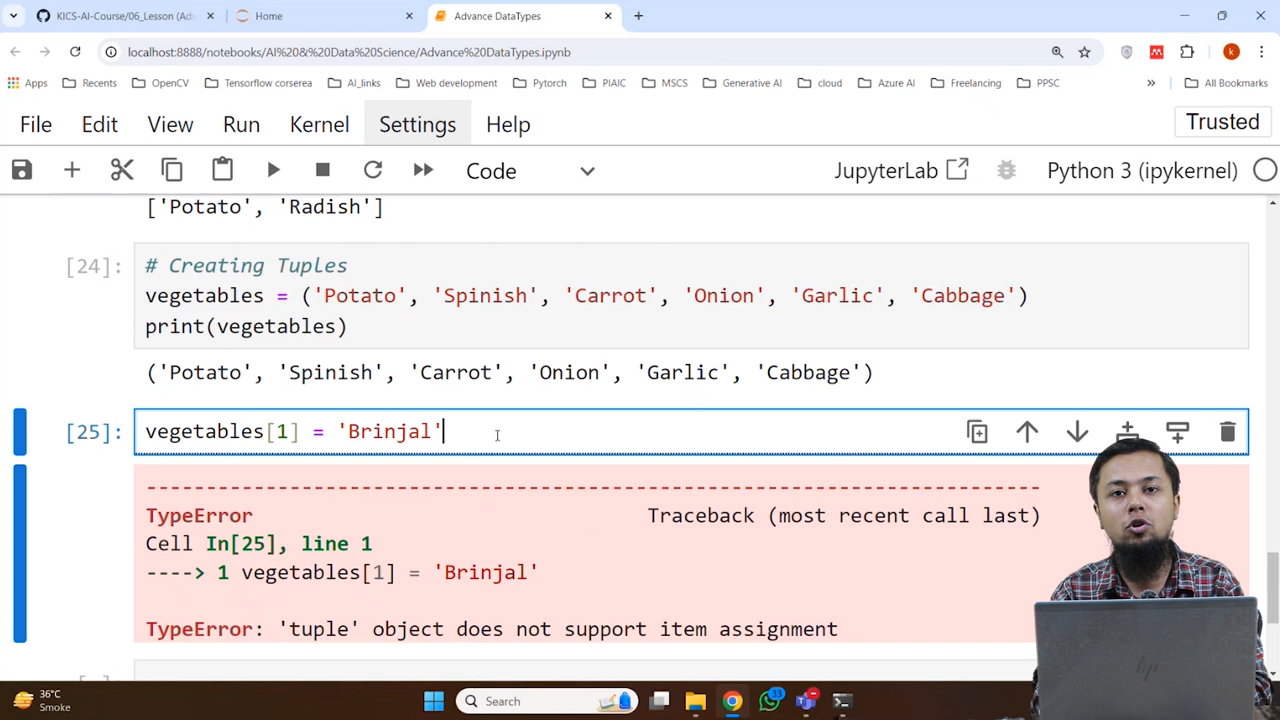 KICS-AI-Course/06_Lesson (Adv
Home
Advance DataTypes
localhost:8888/notebooks/AI%20&%20Data%20Science/Advance%20DataTypes.ipynb
k
Apps Recents OpenCV Tensorflow corserea AI_links Web development Pytorch PIAIC MSCS Generative AI cloud Azure AI Freelancing PPSC » All Bookmarks
File Edit View Run Kernel Settings Help Trusted
Code JupyterLab Python 3 (ipykernel)
['Potato', 'Radish']
[24]: # Creating Tuples
vegetables = ('Potato', 'Spinish', 'Carrot', 'Onion', 'Garlic', 'Cabbage')
print(vegetables)
('Potato', 'Spinish', 'Carrot', 'Onion', 'Garlic', 'Cabbage')
[25]: vegetables[1] = 'Brinjal'
---------------------------------------------------------------------------
TypeError Traceback (most recent call last)
Cell In[25], line 1
----> 1 vegetables[1] = 'Brinjal'
TypeError: 'tuple' object does not support item assignment
36°C
Smoke
Search
33
hp